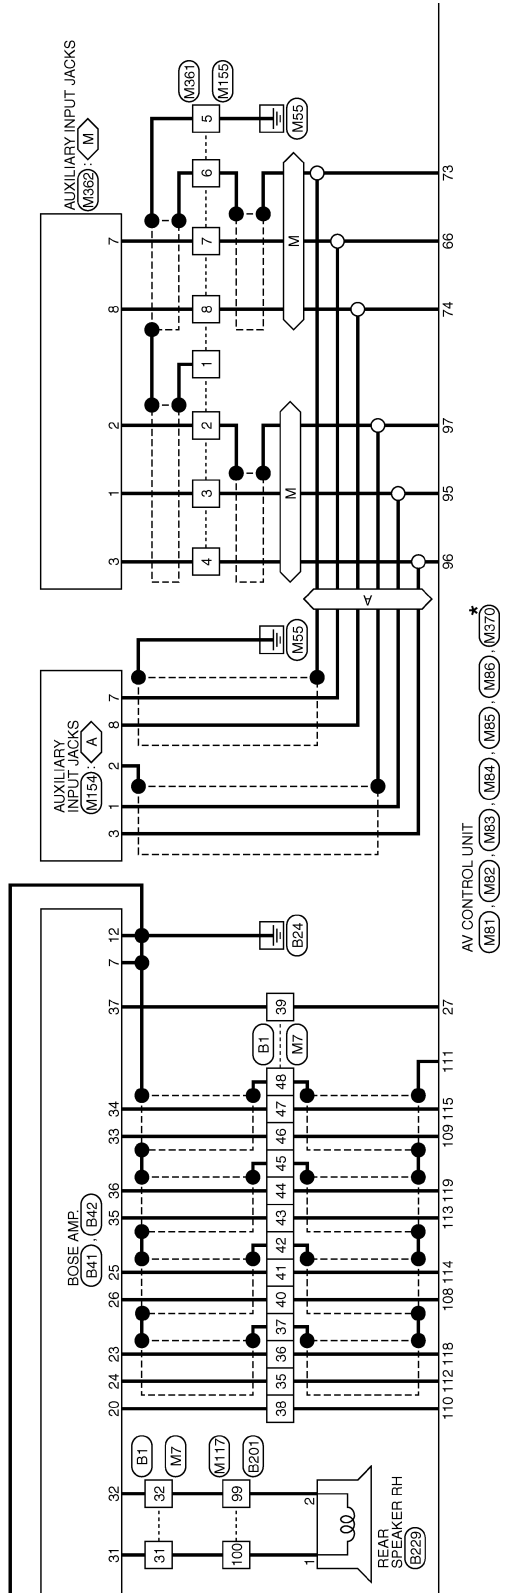 AUXILIARY INPUT JACKS
M362 : M
7
8
2
1
3
M361
M155
5
6
7
8
1
2
3
4
M55
M
M
73
66
74
97
95
96
A
AUXILIARY
INPUT JACKS
M154 : A
7
8
2
1
3
M55
AV CONTROL UNIT
M81 , M82 , M83 , M84 , M85 , M86 , M370 *
BOSE AMP.
B41 , B42
12
7
37
34
33
36
35
25
26
23
24
20
32
31
B24
39
B1
M7
48
47
46
45
44
43
42
41
40
37
36
35
38
27
111
115
109
119
113
114
108
118
112
110
B1
M7
32
31
M117
B201
99
100
2
1
REAR
SPEAKER RH
B229